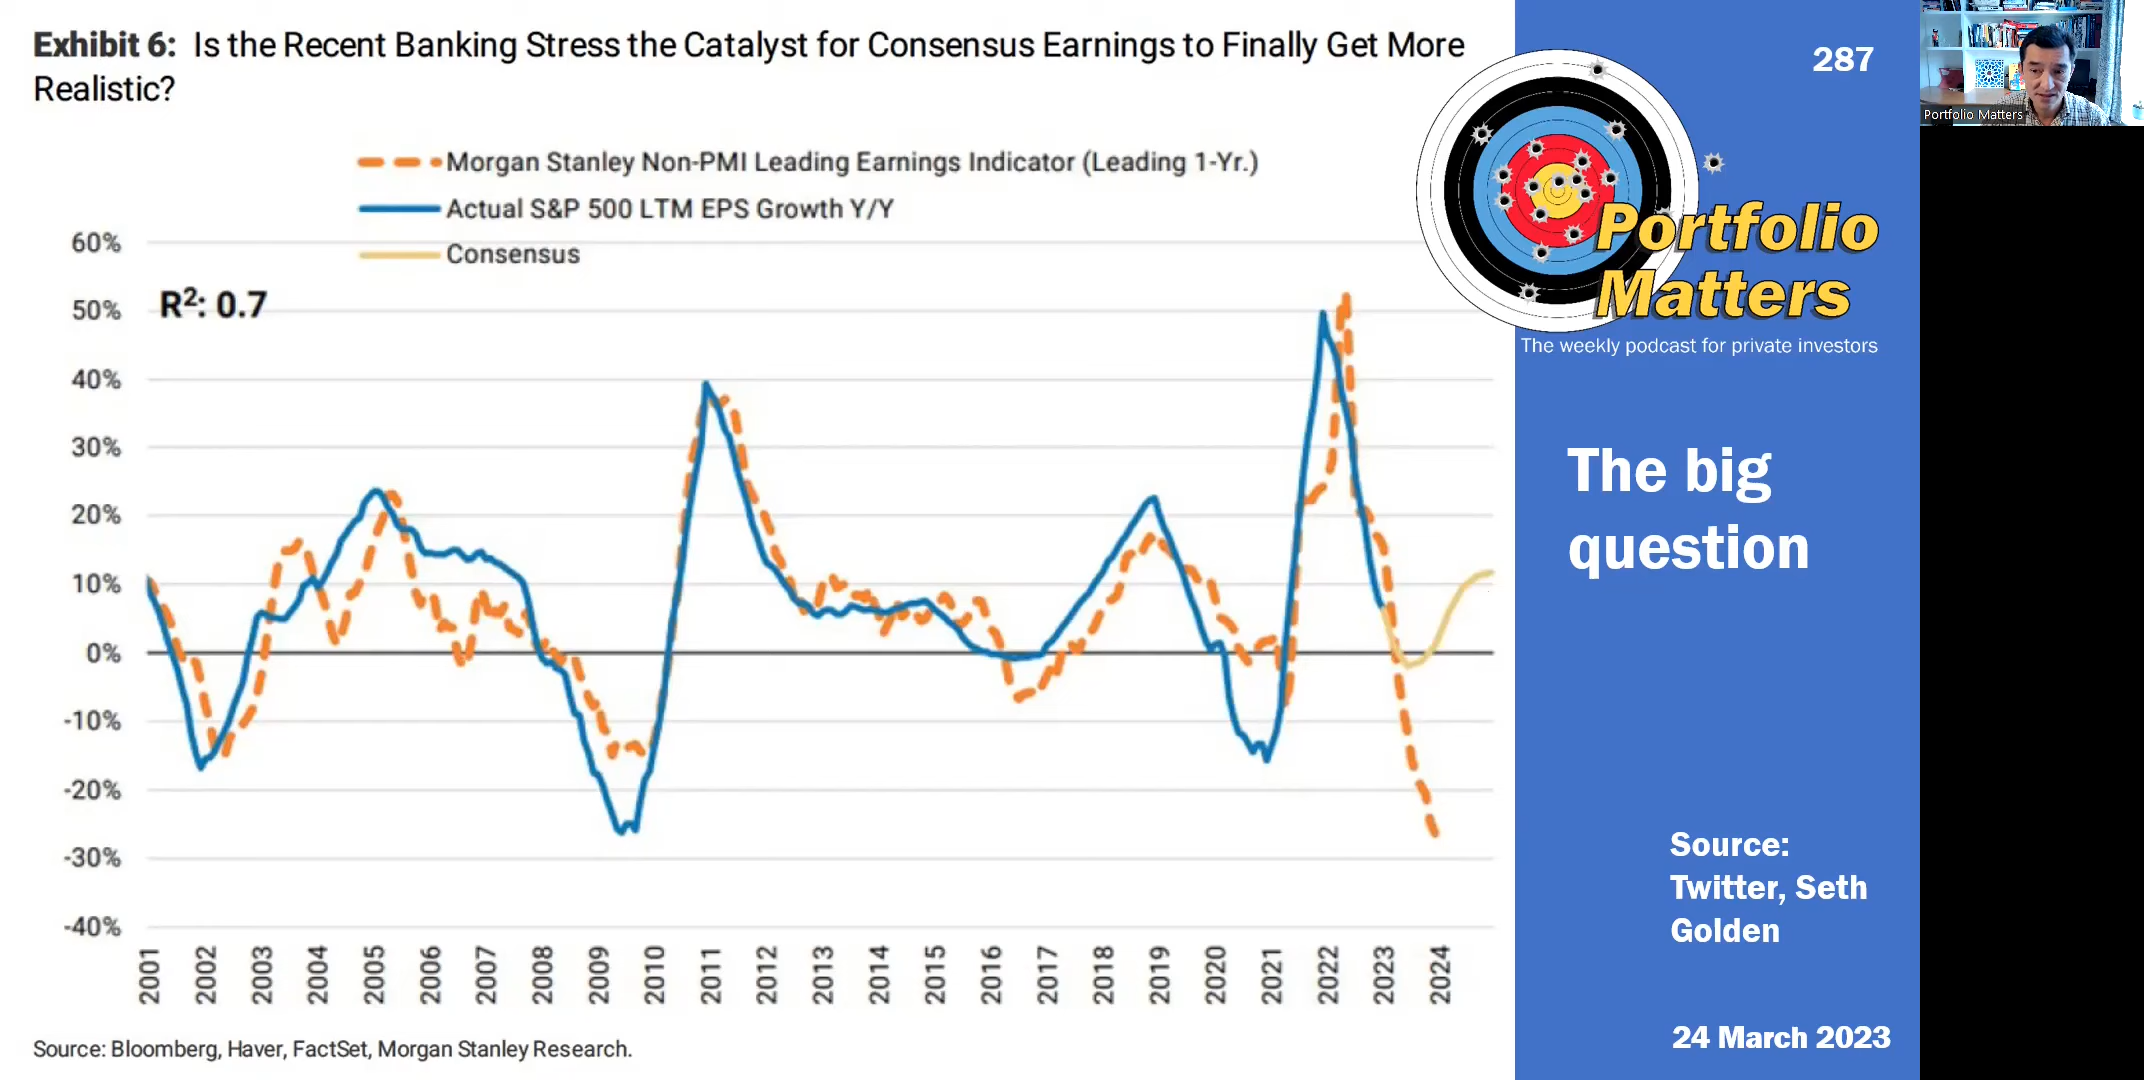 Exhibit 6: Is the Recent Banking Stress the Catalyst for Consensus Earnings to Finally Get More
Realistic?
Morgan Stanley Non-PMI Leading Earnings Indicator (Leading 1-Yr.)
Actual S&P 500 LTM EPS Growth Y/Y
Consensus
R²: 0.7
60%
50%
40%
30%
20%
10%
0%
-10%
-20%
-30%
-40%
2001 2002 2003 2004 2005 2006 2007 2008 2009 2010 2011 2012 2013 2014 2015 2016 2017 2018 2019 2020 2021 2022 2023 2024
Source: Bloomberg, Haver, FactSet, Morgan Stanley Research.
287
Portfolio
Matters
The weekly podcast for private investors
The big
question
Source:
Twitter, Seth
Golden
24 March 2023
Portfolio Matters